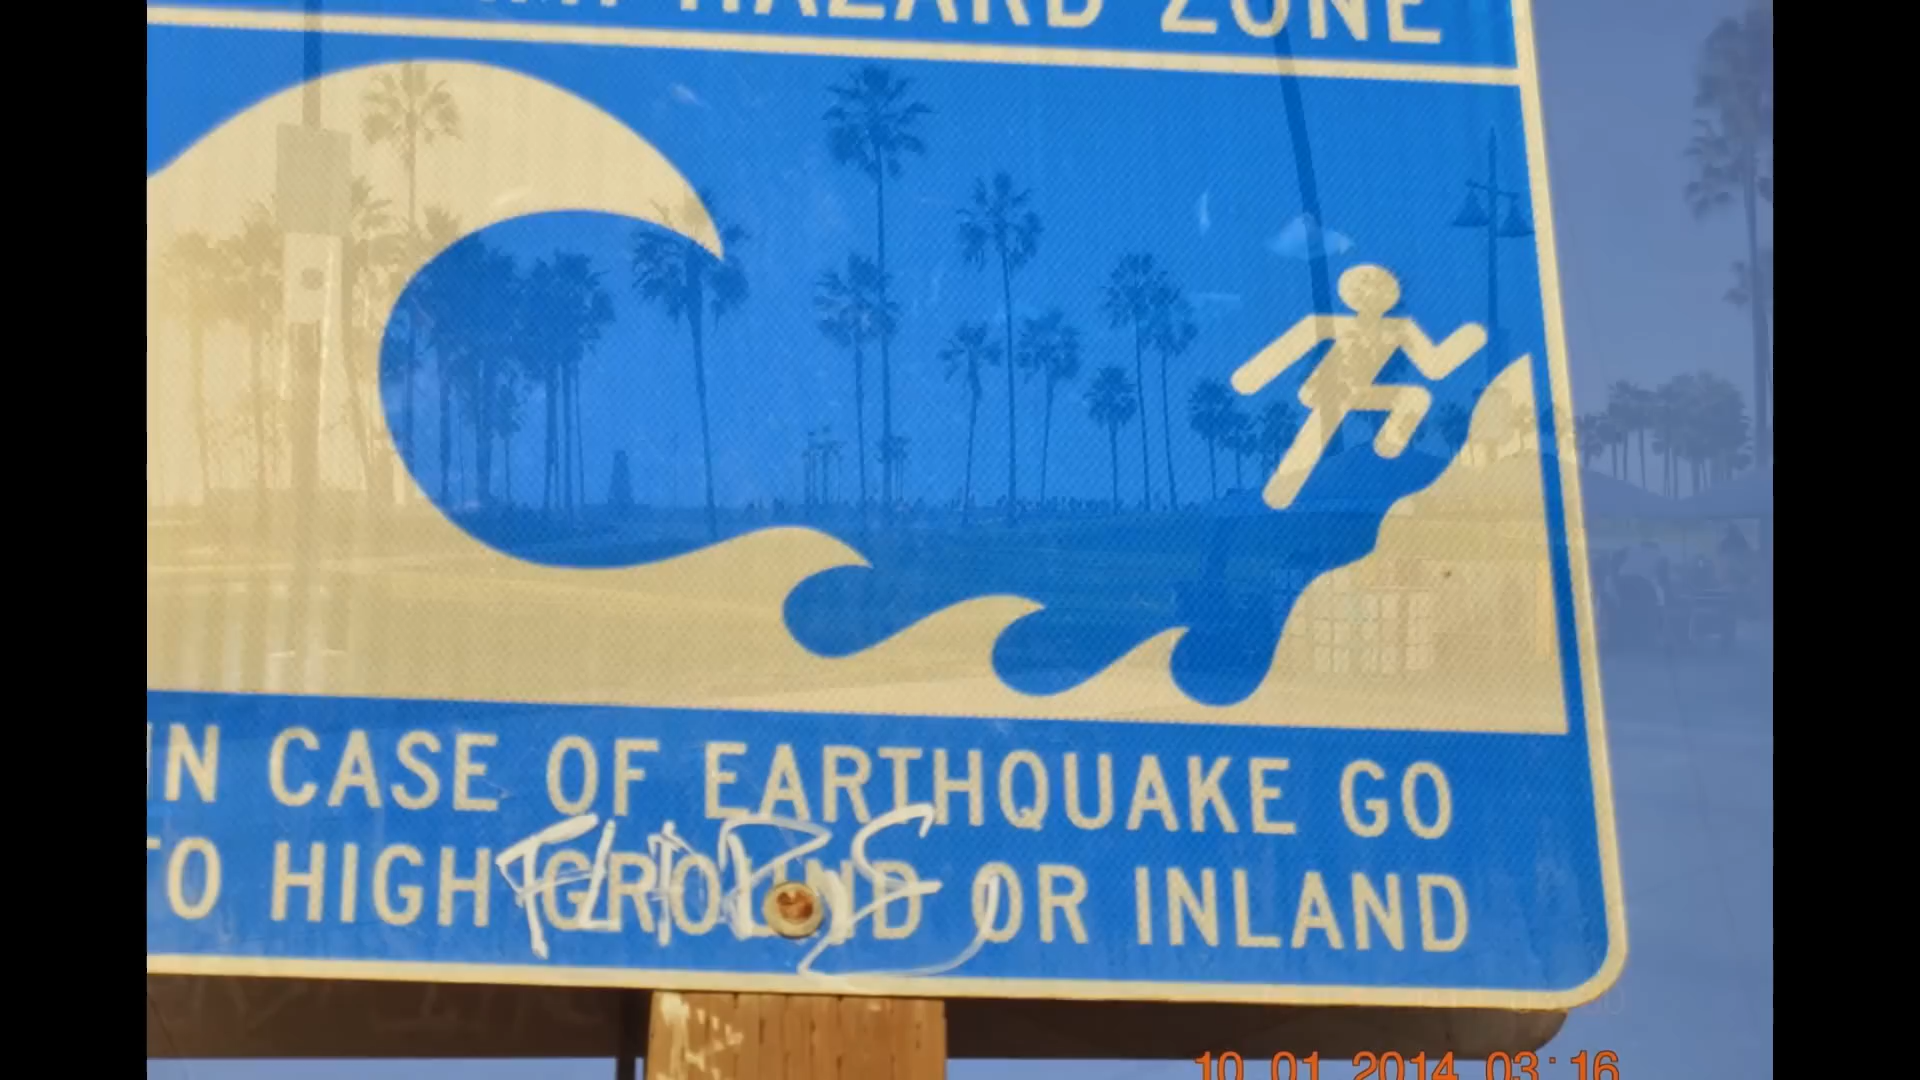 HAZARD ZONE
IN CASE OF EARTHQUAKE GO
TO HIGH GROUND OR INLAND
10 01 2014 03:16